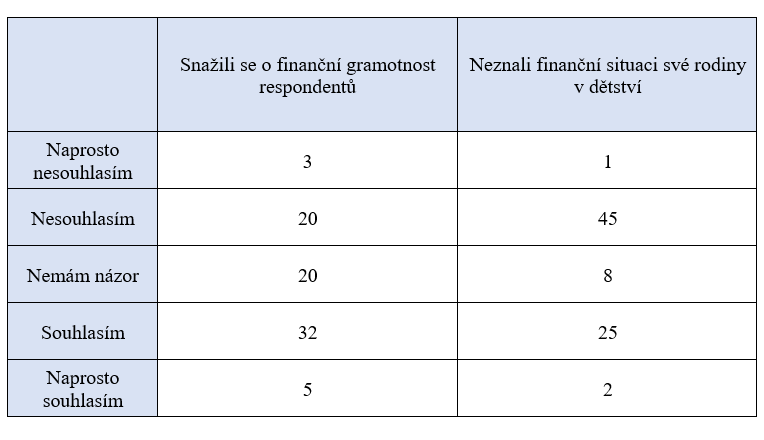 Snažili se o finanční gramotnost
respondentů
Neznali finanční situaci své rodiny
v dětství
Naprosto
nesouhlasím
3
1
Nesouhlasím
20
45
Nemám názor
20
8
Souhlasím
32
25
Naprosto
souhlasím
5
2